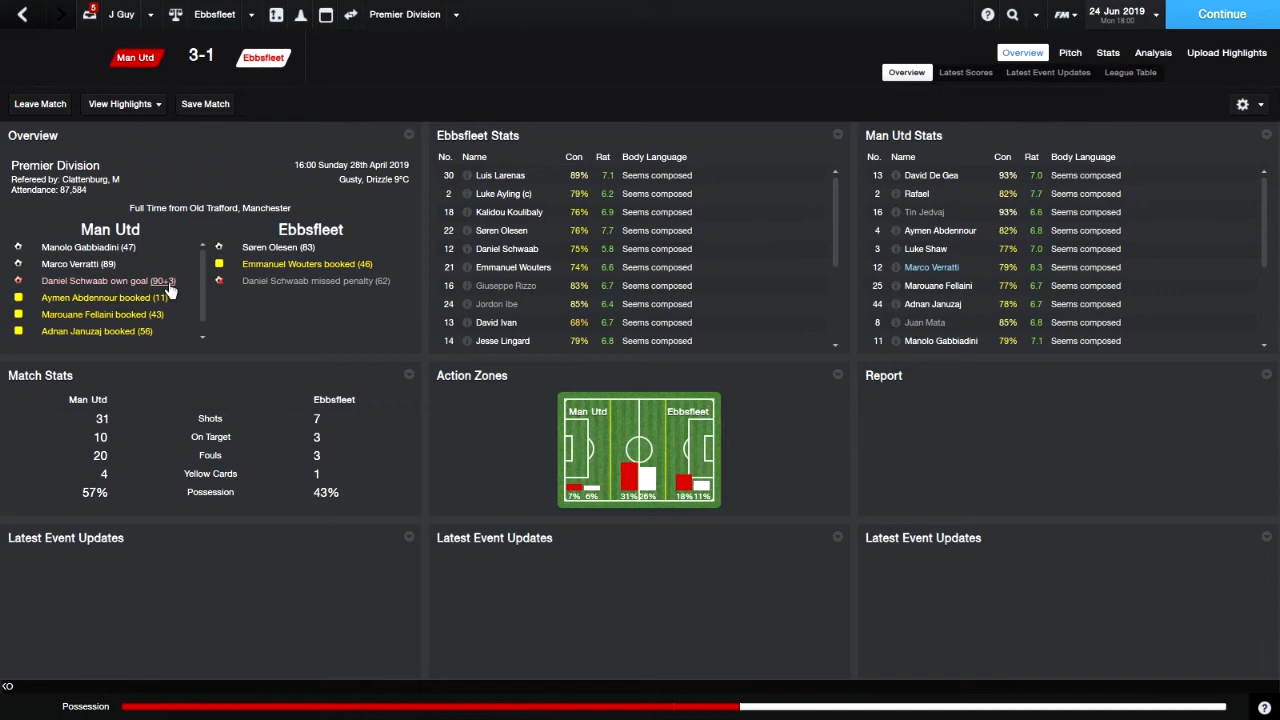 5
J Guy
Ebbsfleet
Premier Division
FM
24 Jun 2019
Mon 18:00
Continue
Man Utd
3-1
Ebbsfleet
Overview
Pitch
Stats
Analysis
Upload Highlights
Overview
Latest Scores
Latest Event Updates
League Table
Leave Match
View Highlights
Save Match
Overview
Premier Division
16:00 Sunday 28th April 2019
Refereed by: Clattenburg, M
Gusty, Drizzle 9°C
Attendance: 87,584
Full Time from Old Trafford, Manchester
Man Utd
Ebbsfleet
Manolo Gabbiadini (47)
Søren Olesen (83)
Marco Verratti (89)
Emmanuel Wouters booked (46)
Daniel Schwaab own goal (90+3)
Daniel Schwaab missed penalty (62)
Aymen Abdennour booked (11)
Marouane Fellaini booked (43)
Adnan Januzaj booked (56)
Ebbsfleet Stats
No. Name Con Rat Body Language
30 Luis Larenas 89% 7.1 Seems composed
2 Luke Ayling (c) 79% 6.2 Seems composed
18 Kalidou Koulibaly 76% 6.9 Seems composed
22 Søren Olesen 76% 7.7 Seems composed
12 Daniel Schwaab 75% 5.8 Seems composed
21 Emmanuel Wouters 74% 6.6 Seems composed
16 Giuseppe Rizzo 83% 6.7 Seems composed
24 Jordon Ibe 85% 6.4 Seems composed
13 David Ivan 68% 6.7 Seems composed
14 Jesse Lingard 79% 6.8 Seems composed
Man Utd Stats
No. Name Con Rat Body Language
13 David De Gea 93% 7.0 Seems composed
2 Rafael 82% 7.7 Seems composed
16 Tin Jedvaj 93% 6.6 Seems composed
4 Aymen Abdennour 82% 6.8 Seems composed
3 Luke Shaw 77% 7.0 Seems composed
12 Marco Verratti 79% 8.3 Seems composed
25 Marouane Fellaini 77% 6.7 Seems composed
44 Adnan Januzaj 78% 6.7 Seems composed
8 Juan Mata 85% 6.8 Seems composed
11 Manolo Gabbiadini 79% 7.1 Seems composed
Match Stats
Man Utd
Ebbsfleet
31 Shots 7
10 On Target 3
20 Fouls 3
4 Yellow Cards 1
57% Possession 43%
Action Zones
Man Utd
Ebbsfleet
7% 6% 31% 26% 18% 11%
Report
Latest Event Updates
Latest Event Updates
Latest Event Updates
Possession